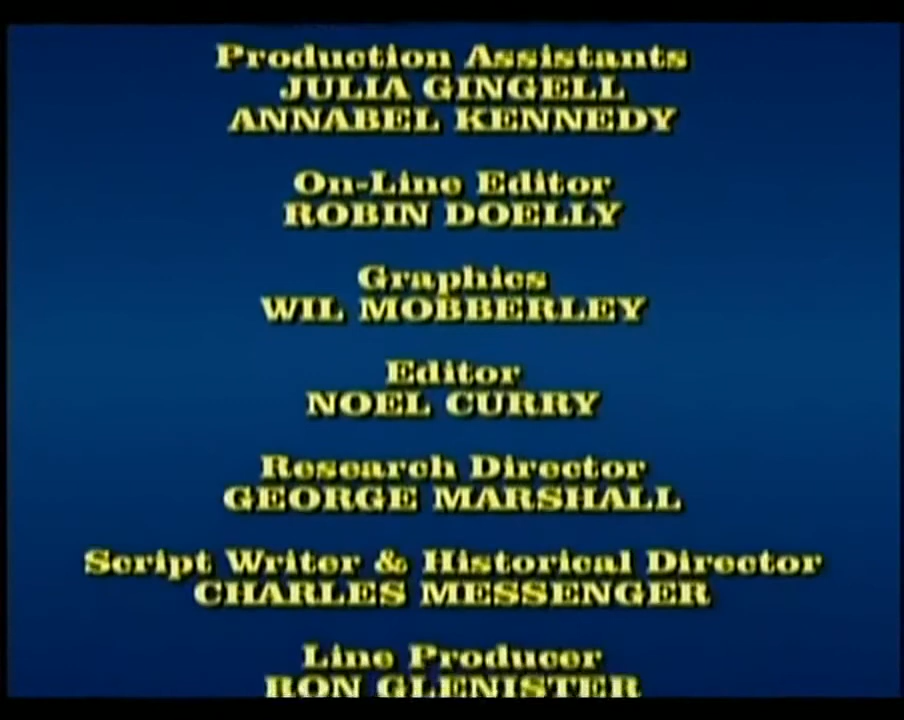 Production Assistants
JULIA GINGELL
ANNABEL KENNEDY
On-Line Editor
ROBIN DOELLY
Graphics
WIL MOBBERLEY
Editor
NOEL CURRY
Research Director
GEORGE MARSHALL
Script Writer & Historical Director
CHARLES MESSENGER
Line Producer
RON GLENISTER